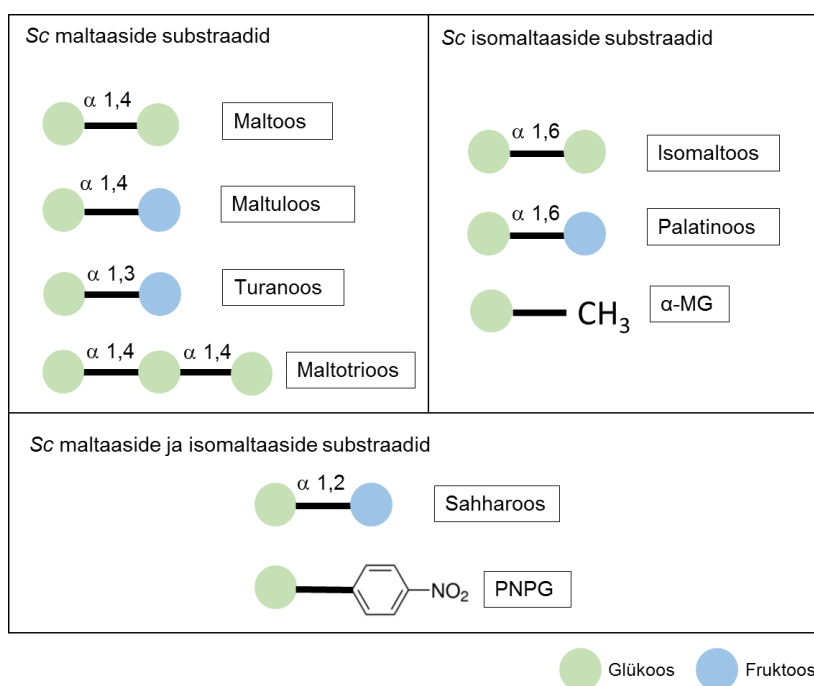 Sc maltaaside substraadid
α 1,4
Maltoos
α 1,4
Maltuloos
α 1,3
Turanoos
α 1,4 α 1,4
Maltotrioos
Sc isomaltaaside substraadid
α 1,6
Isomaltoos
α 1,6
Palatinoos
CH₃
α-MG
Sc maltaaside ja isomaltaaside substraadid
α 1,2
Sahharoos
NO₂
PNPG
Glükoos
Fruktoos